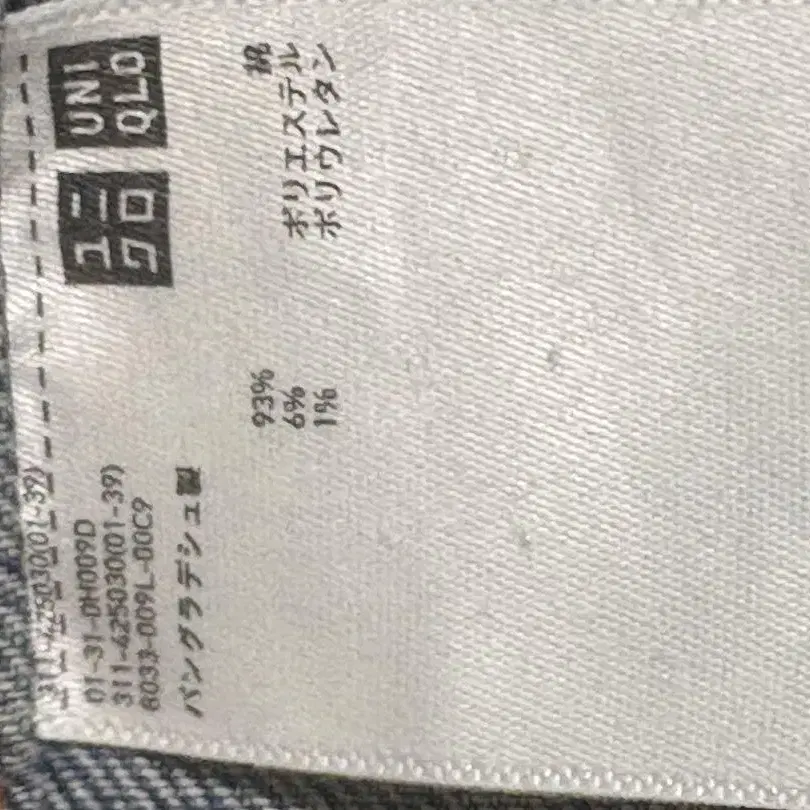 311-425030(01-39)
01-31-DH009D
311-425030(01-39)
6033-009L-00C9
バングラデシュ製
ユニ
クロ
UNI
QLO
93% 綿
6% ポリエステル
1% ポリウレタン